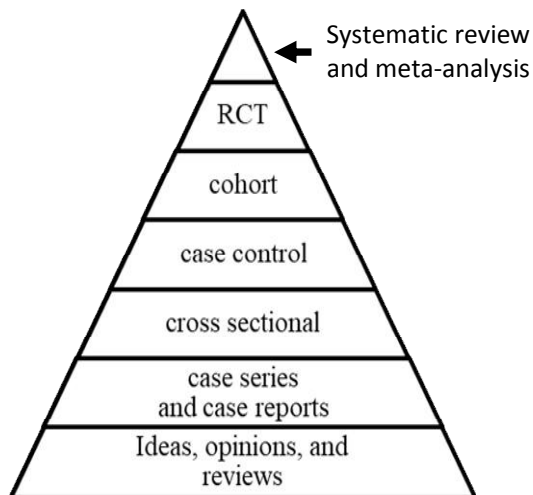 Systematic review
and meta-analysis
RCT
cohort
case control
cross sectional
case series
and case reports
Ideas, opinions, and
reviews